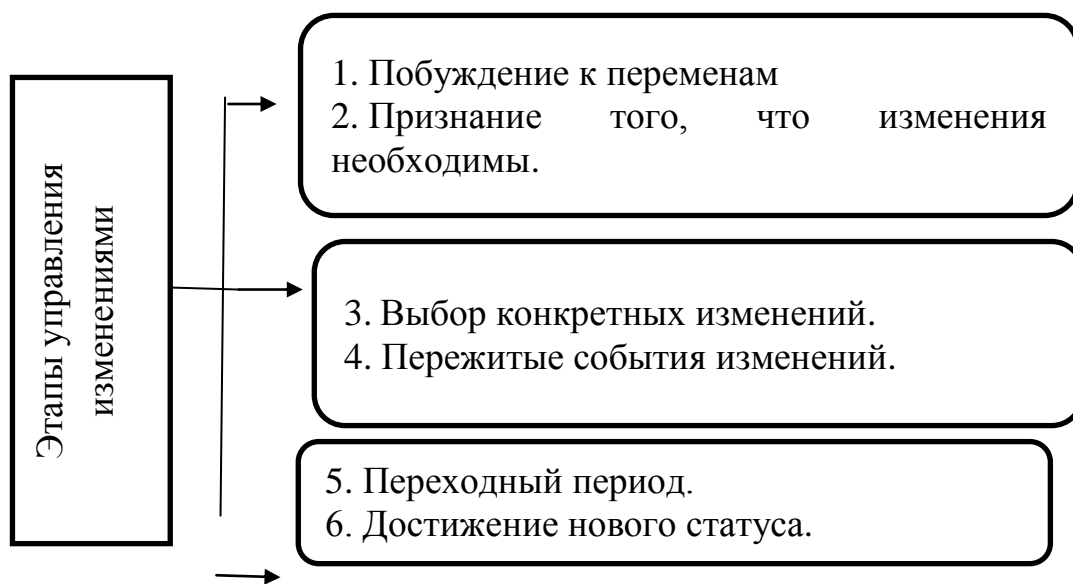 Этапы управления
изменениями
1. Побуждение к переменам
2. Признание того, что изменения
необходимы.
3. Выбор конкретных изменений.
4. Пережитые события изменений.
5. Переходный период.
6. Достижение нового статуса.